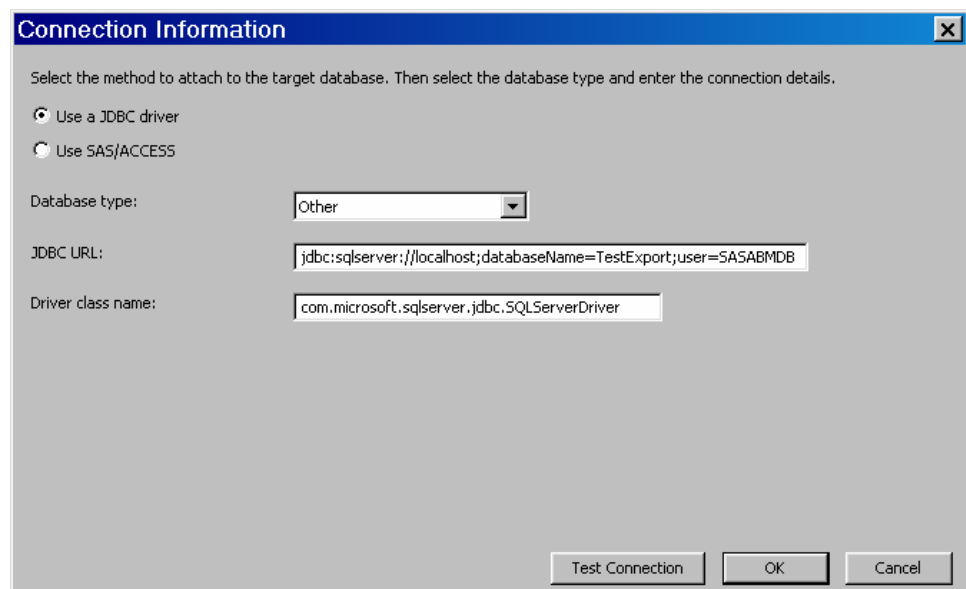 Connection Information
Select the method to attach to the target database. Then select the database type and enter the connection details.
Use a JDBC driver
Use SAS/ACCESS
Database type:
Other
JDBC URL:
jdbc:sqlserver://localhost;databaseName=TestExport;user=SASABMDB
Driver class name:
com.microsoft.sqlserver.jdbc.SQLServerDriver
Test Connection
OK
Cancel